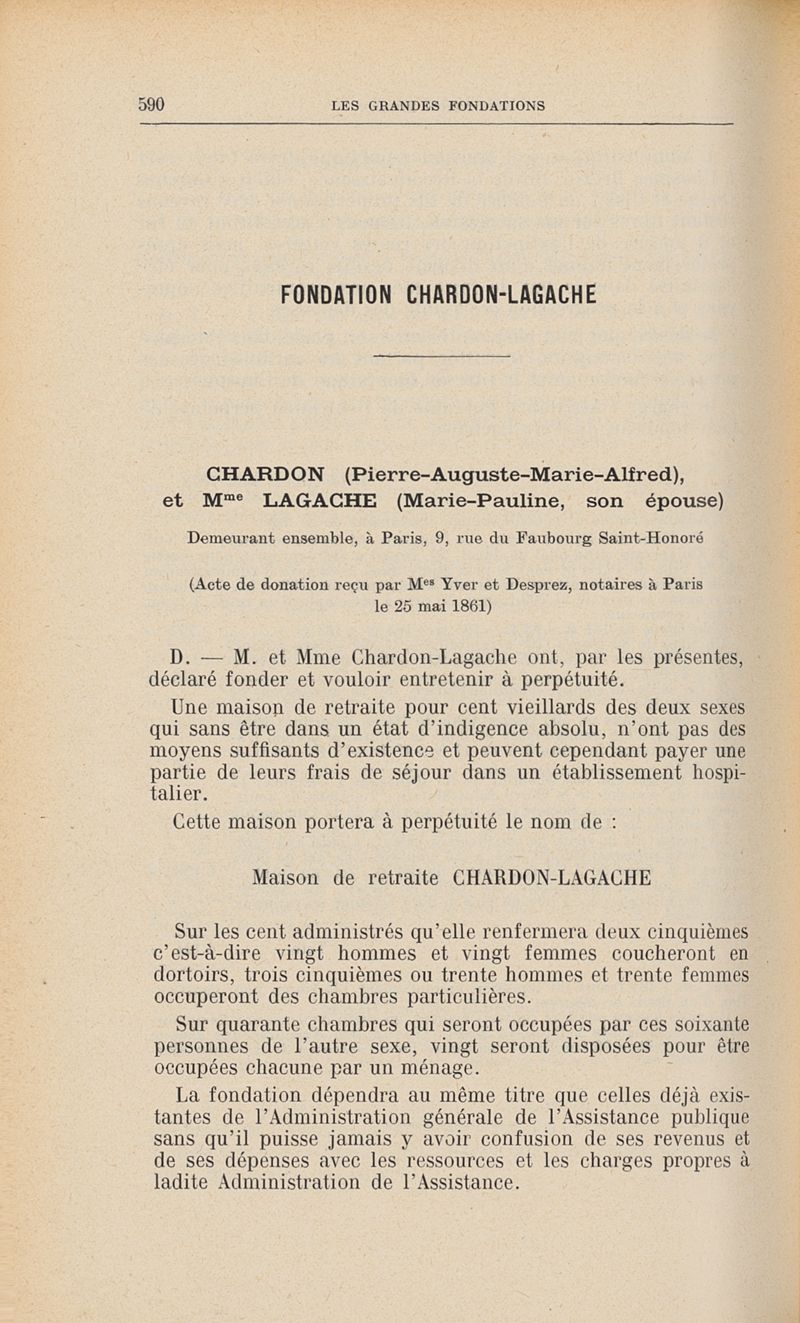 590
LES GRANDES FONDATIONS
FONDATION CHARDON-LAGACHE
CHARDON (Pierre-Auguste-Marie-Alfred),
et Mme LAGACHE (Marie-Pauline, son épouse)
Demeurant ensemble, à Paris, 9, rue du Faubourg Saint-Honoré
(Acte de donation reçu par Mes Yver et Desprez, notaires à Paris
le 25 mai 1861)
D. — M. et Mme Chardon-Lagache ont, par les présentes,
déclaré fonder et vouloir entretenir à perpétuité.
Une maison de retraite pour cent vieillards des deux sexes
qui sans être dans un état d'indigence absolu, n'ont pas des
moyens suffisants d'existence et peuvent cependant payer une
partie de leurs frais de séjour dans un établissement hospi-
talier.
Cette maison portera à perpétuité le nom de :
Maison de retraite CHARDON-LAGACHE
Sur les cent administrés qu'elle renfermera deux cinquièmes
c'est-à-dire vingt hommes et vingt femmes coucheront en
dortoirs, trois cinquièmes ou trente hommes et trente femmes
occuperont des chambres particulières.
Sur quarante chambres qui seront occupées par ces soixante
personnes de l'autre sexe, vingt seront disposées pour être
occupées chacune par un ménage.
La fondation dépendra au même titre que celles déjà exis-
tantes de l'Administration générale de l'Assistance publique
sans qu'il puisse jamais y avoir confusion de ses revenus et
de ses dépenses avec les ressources et les charges propres à
ladite Administration de l'Assistance.